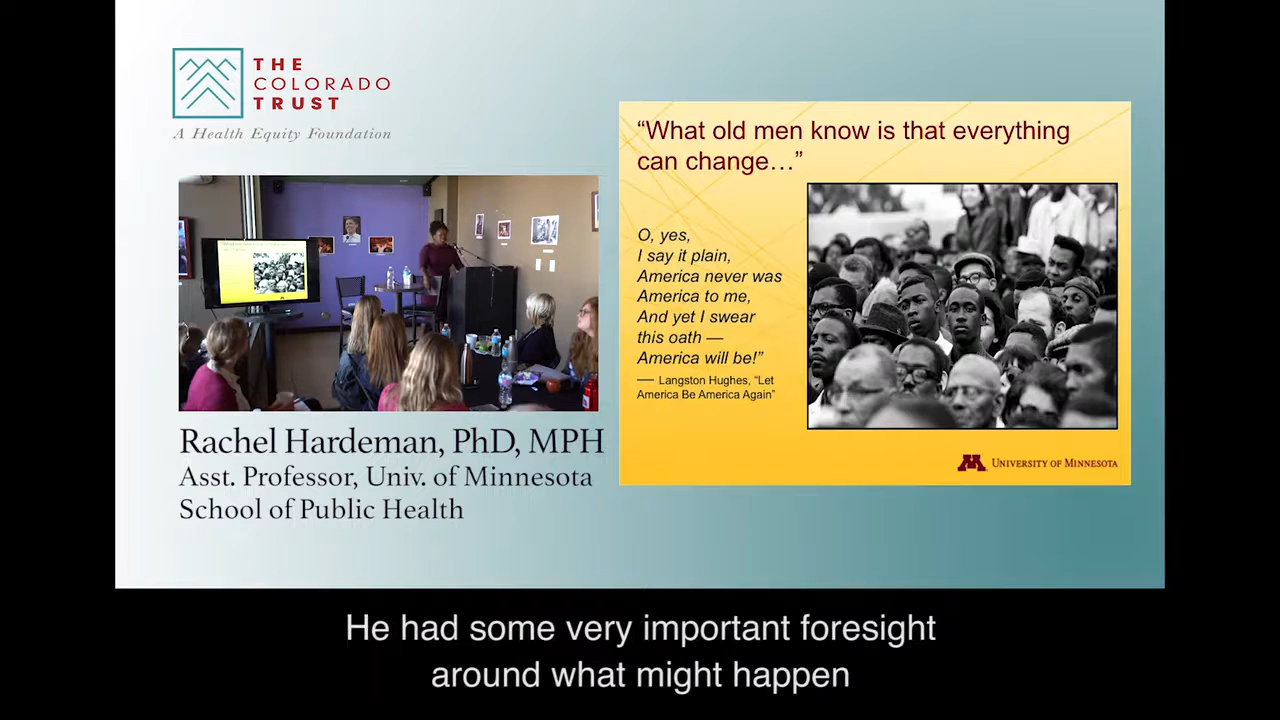 THE
COLORADO
TRUST
A Health Equity Foundation
“What old men know is that everything
can change…”
O, yes,
I say it plain,
America never was
America to me,
And yet I swear
this oath —
America will be!”
— Langston Hughes, “Let
America Be America Again”
UNIVERSITY OF MINNESOTA
Rachel Hardeman, PhD, MPH
Asst. Professor, Univ. of Minnesota
School of Public Health
He had some very important foresight
around what might happen